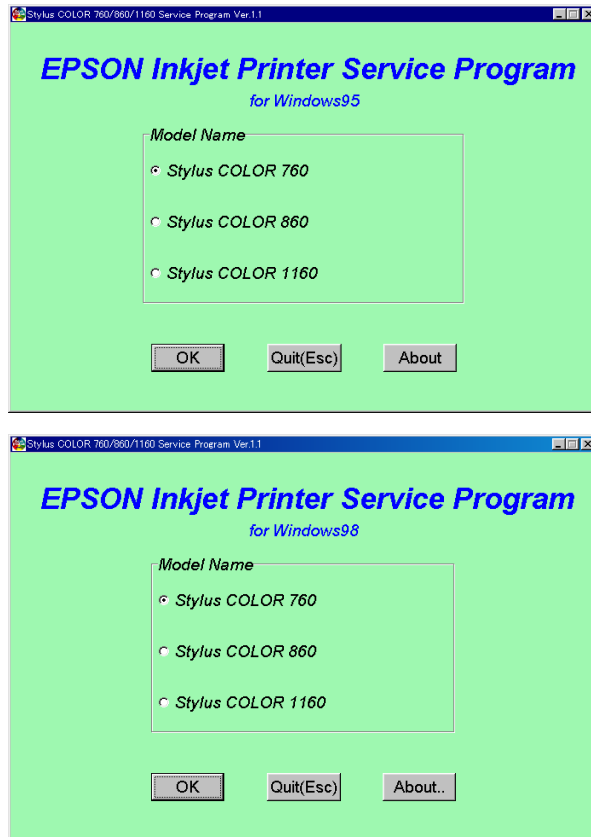 Stylus COLOR 760/860/1160 Service Program Ver.1.1
EPSON Inkjet Printer Service Program
for Windows95
Model Name
Stylus COLOR 760
Stylus COLOR 860
Stylus COLOR 1160
OK Quit(Esc) About
Stylus COLOR 760/860/1160 Service Program Ver.1.1
EPSON Inkjet Printer Service Program
for Windows98
Model Name
Stylus COLOR 760
Stylus COLOR 860
Stylus COLOR 1160
OK Quit(Esc) About..